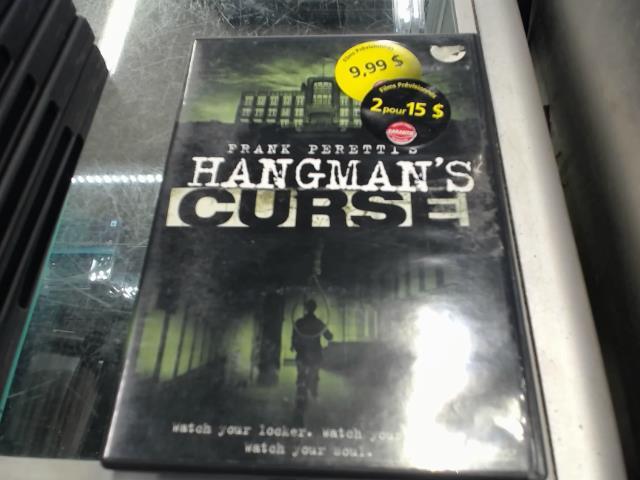 Films Prévisionnés
9,99 $
Films Prévisionnés
2 pour 15 $
GARANTIE
FRANK PERETTI'S
HANGMAN'S
CURSE
Watch your locker. Watch your
Watch your soul.